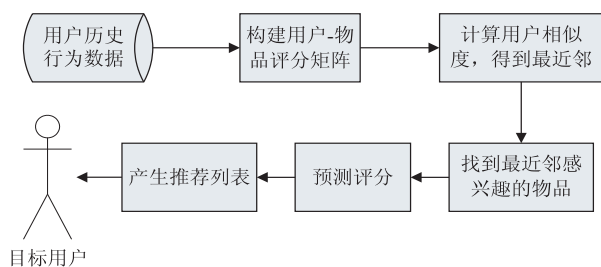 用户历史
行为数据
构建用户-物
品评分矩阵
计算用户相似
度，得到最近邻
找到最近邻感
兴趣的物品
预测评分
产生推荐列表
目标用户